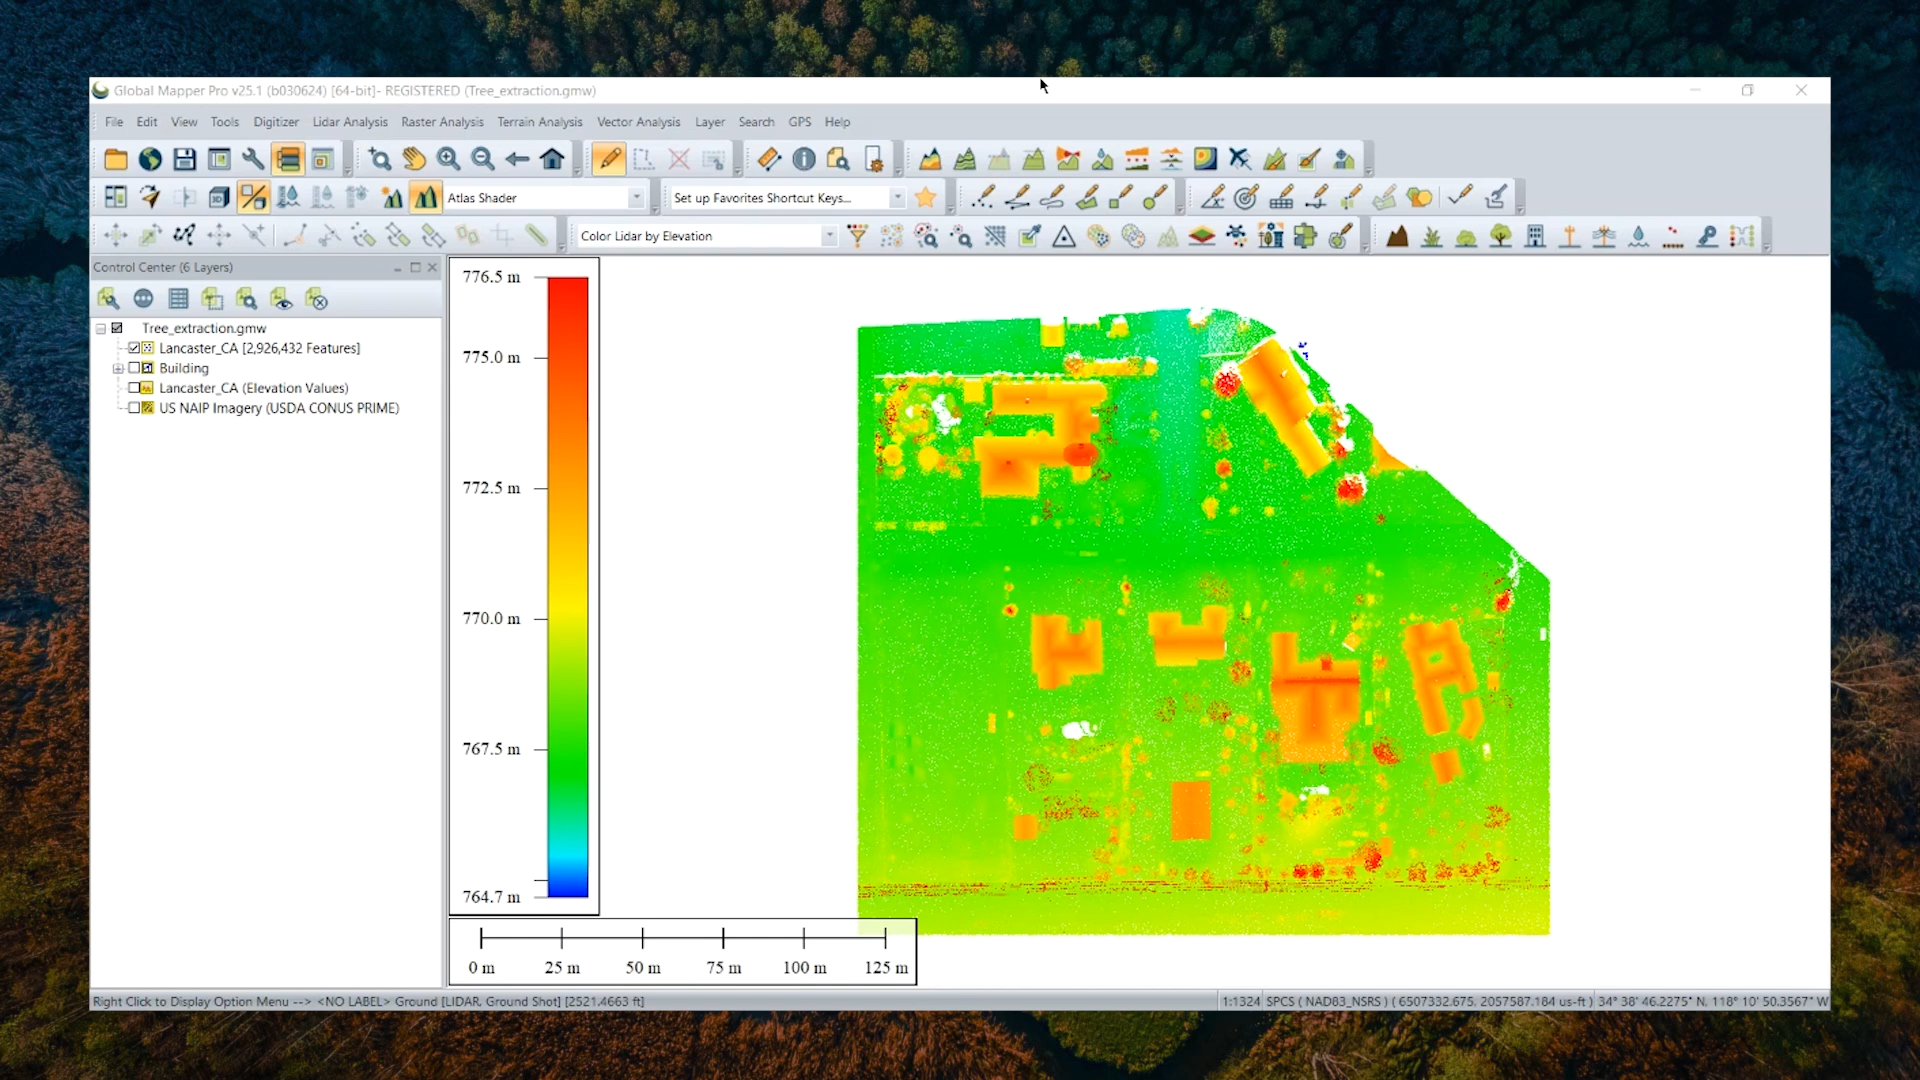 Global Mapper Pro v25.1 (b030624) [64-bit]- REGISTERED (Tree_extraction.gmw)
File Edit View Tools Digitizer Lidar Analysis Raster Analysis Terrain Analysis Vector Analysis Layer Search GPS Help
Atlas Shader Set up Favorites Shortcut Keys...
Color Lidar by Elevation
Control Center (6 Layers)
Tree_extraction.gmw
Lancaster_CA [2,926,432 Features]
Building
Lancaster_CA (Elevation Values)
US NAIP Imagery (USDA CONUS PRIME)
776.5 m
775.0 m
772.5 m
770.0 m
767.5 m
764.7 m
0 m 25 m 50 m 75 m 100 m 125 m
Right Click to Display Option Menu --> <NO LABEL> Ground [LIDAR, Ground Shot] [2521.4663 ft]
1:1324 SPCS ( NAD83_NSRS ) ( 6507332.675, 2057587.184 us-ft ) 34° 38' 46.2275" N, 118° 10' 50.3567" W